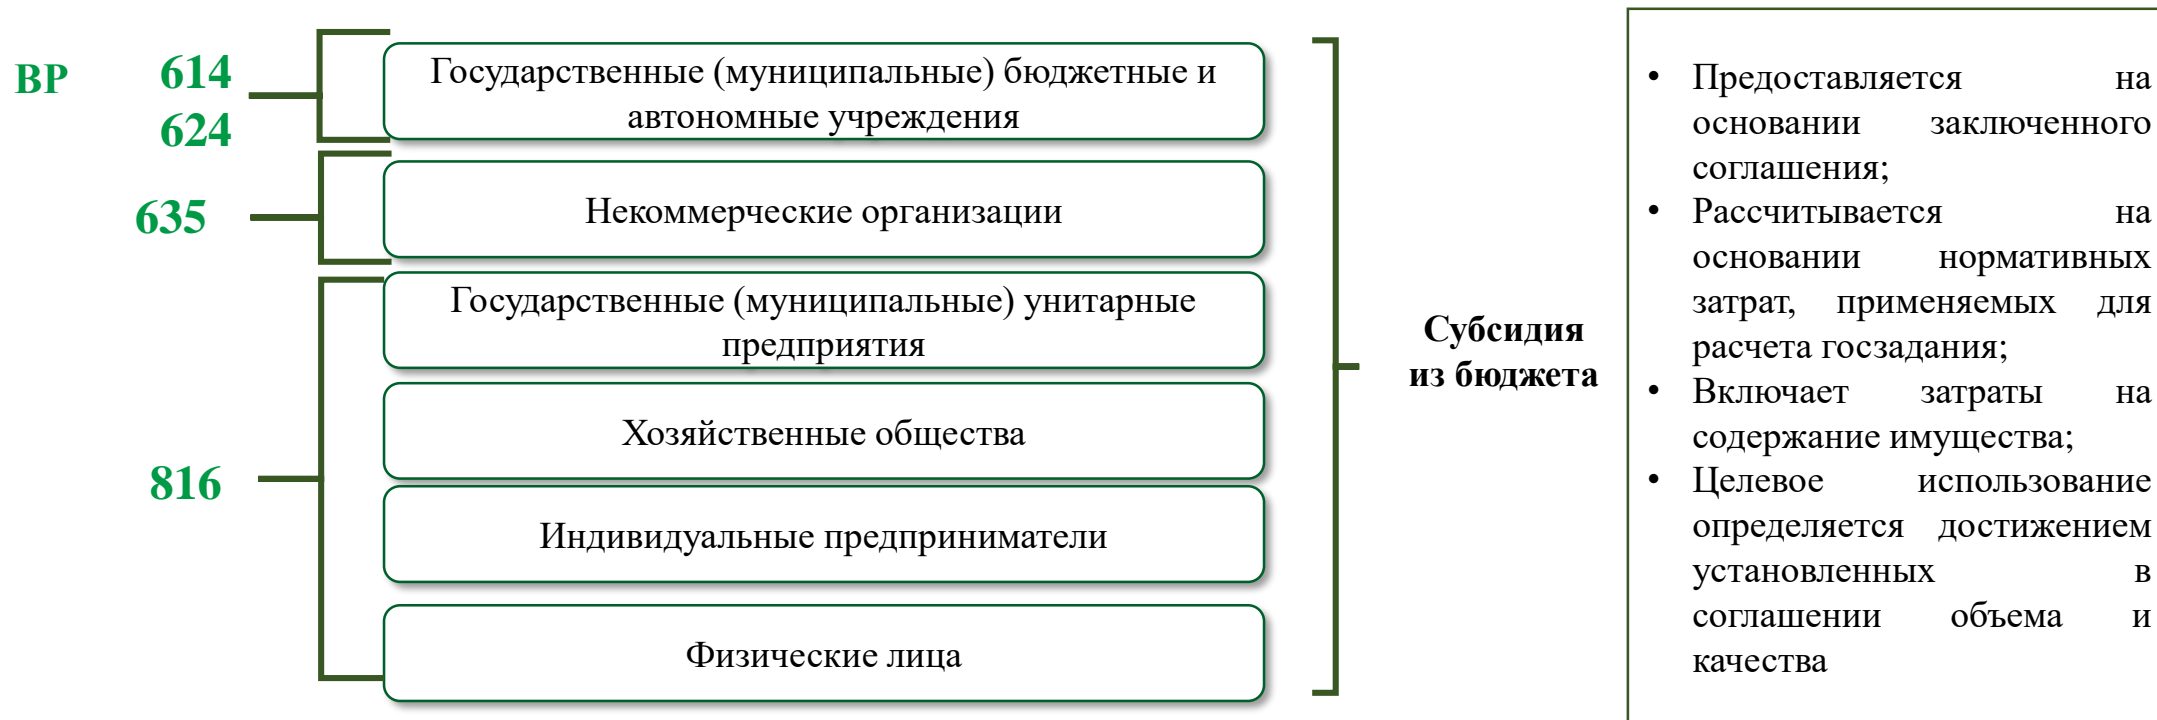 ВР
614
624
Государственные (муниципальные) бюджетные и
автономные учреждения
635
Некоммерческие организации
816
Государственные (муниципальные) унитарные
предприятия
Хозяйственные общества
Индивидуальные предприниматели
Физические лица
Субсидия
из бюджета
• Предоставляется на
основании заключенного
соглашения;
• Рассчитывается на
основании нормативных
затрат, применяемых для
расчета госзадания;
• Включает затраты на
содержание имущества;
• Целевое использование
определяется достижением
установленных в
соглашении объема и
качества